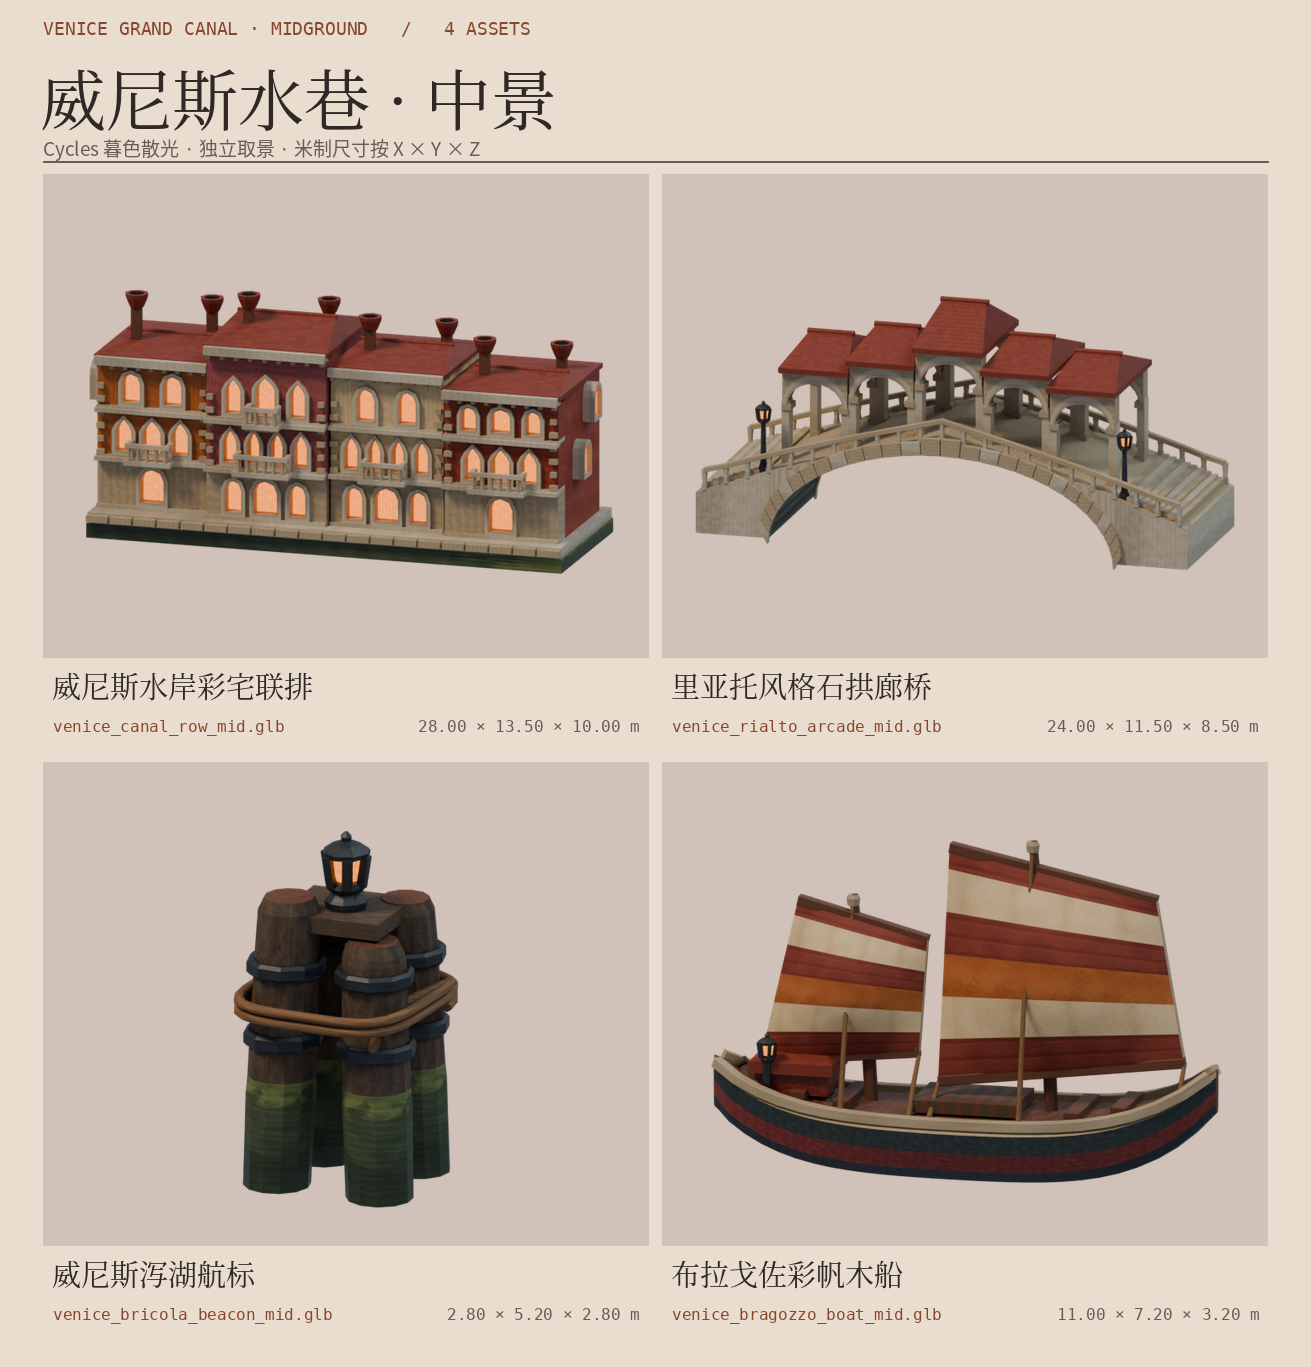 VENICE GRAND CANAL · MIDGROUND / 4 ASSETS
威尼斯水巷 · 中景
Cycles 暮色散光 · 独立取景 · 米制尺寸按 X × Y × Z
威尼斯水岸彩宅联排
venice_canal_row_mid.glb 28.00 × 13.50 × 10.00 m
里亚托风格石拱廊桥
venice_rialto_arcade_mid.glb 24.00 × 11.50 × 8.50 m
威尼斯泻湖航标
venice_bricola_beacon_mid.glb 2.80 × 5.20 × 2.80 m
布拉戈佐彩帆木船
venice_bragozzo_boat_mid.glb 11.00 × 7.20 × 3.20 m